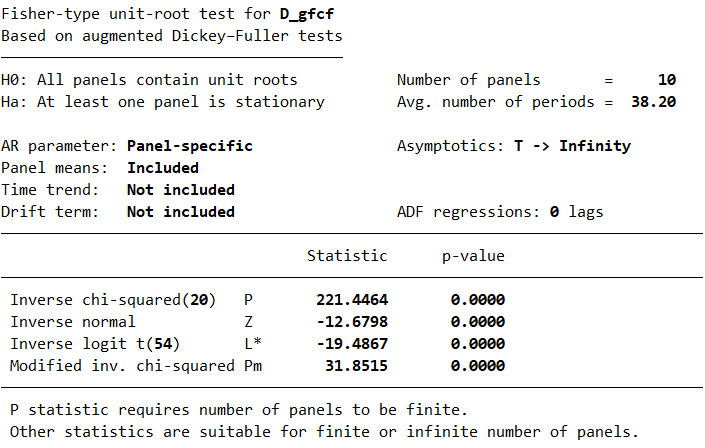 Fisher-type unit-root test for D_gfcf
Based on augmented Dickey–Fuller tests
H0: All panels contain unit roots Number of panels = 10
Ha: At least one panel is stationary Avg. number of periods = 38.20
AR parameter: Panel-specific Asymptotics: T -> Infinity
Panel means: Included
Time trend: Not included
Drift term: Not included ADF regressions: 0 lags
Statistic p-value
Inverse chi-squared(20) P 221.4464 0.0000
Inverse normal Z -12.6798 0.0000
Inverse logit t(54) L* -19.4867 0.0000
Modified inv. chi-squared Pm 31.8515 0.0000
P statistic requires number of panels to be finite.
Other statistics are suitable for finite or infinite number of panels.